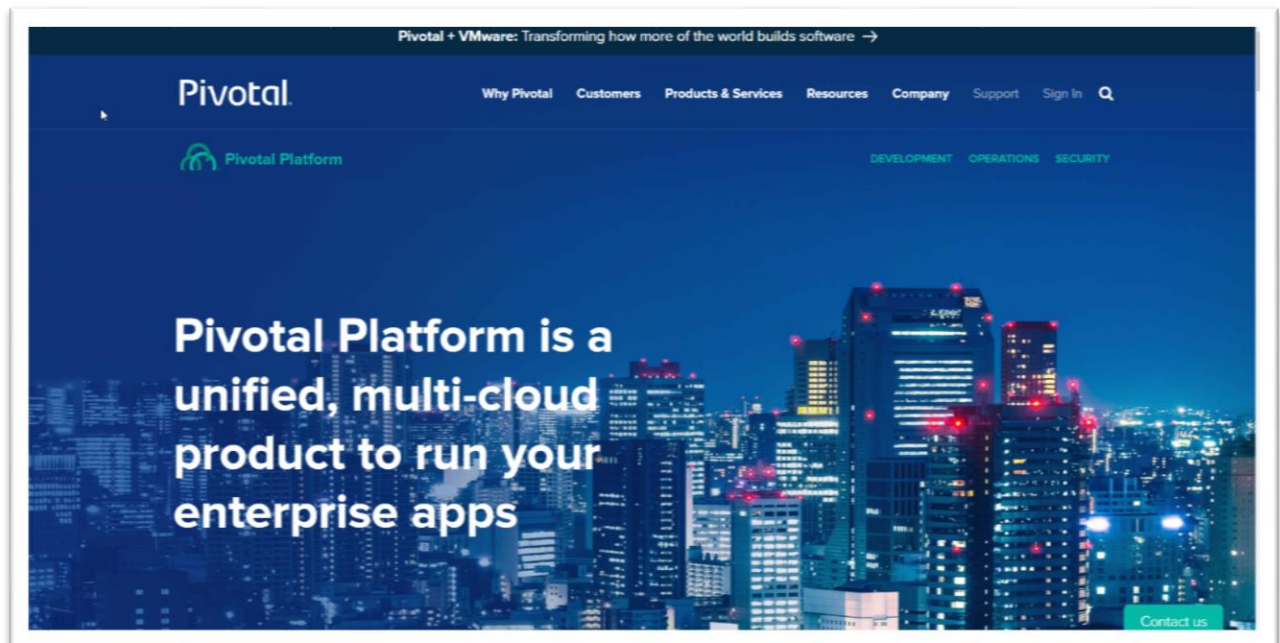 Pivotal + VMware: Transforming how more of the world builds software →
Pivotal.
Why Pivotal Customers Products & Services Resources Company Support Sign In
Pivotal Platform
DEVELOPMENT OPERATIONS SECURITY
Pivotal Platform is a
unified, multi-cloud
product to run your
enterprise apps
Contact us